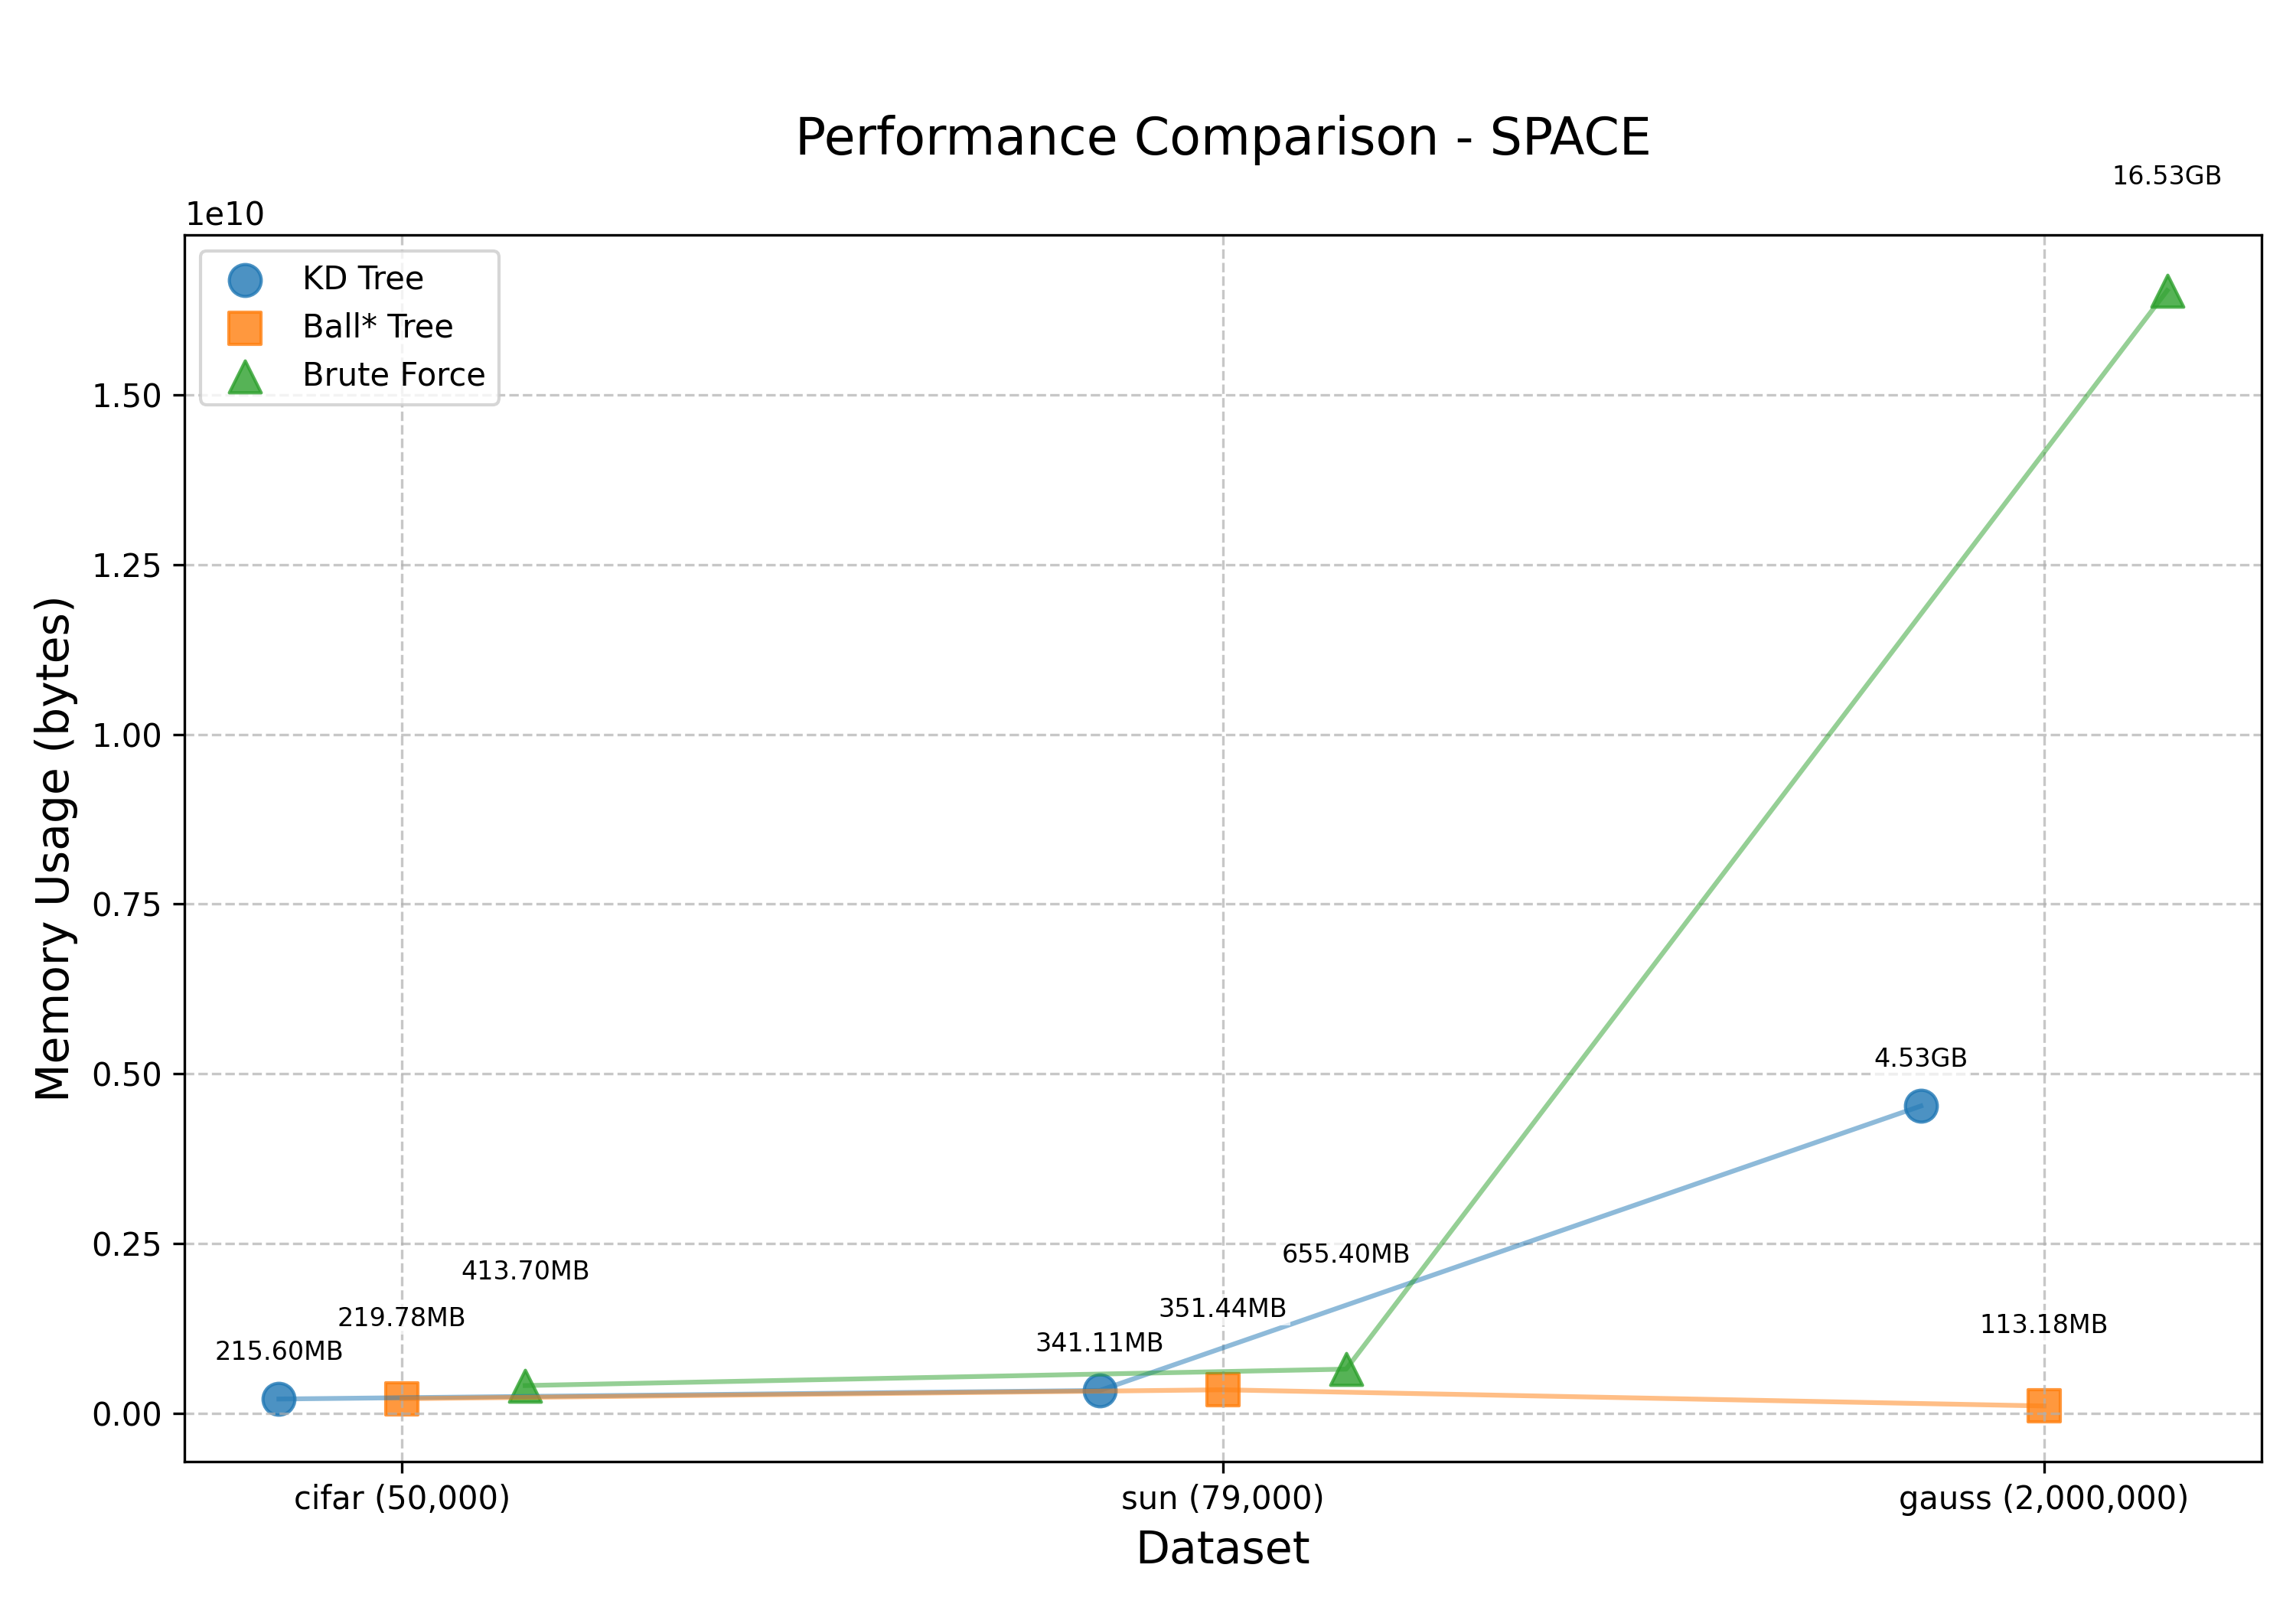 Performance Comparison - SPACE
16.53GB
1e10
KD Tree
Ball* Tree
Brute Force
1.50
1.25
1.00
0.75
0.50
0.25
0.00
Memory Usage (bytes)
4.53GB
655.40MB
413.70MB
351.44MB
219.78MB
113.18MB
341.11MB
215.60MB
cifar (50,000)
sun (79,000)
gauss (2,000,000)
Dataset